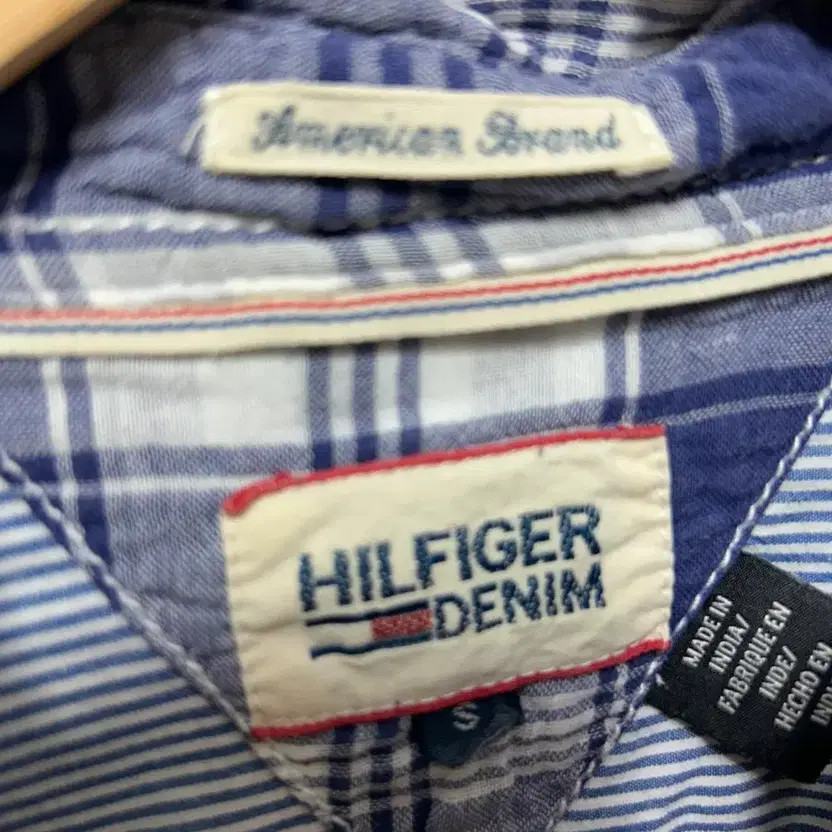 American Brand
HILFIGER
DENIM
S
MADE IN
INDIA/
FABRIQUE EN
INDE/
HECHO EN